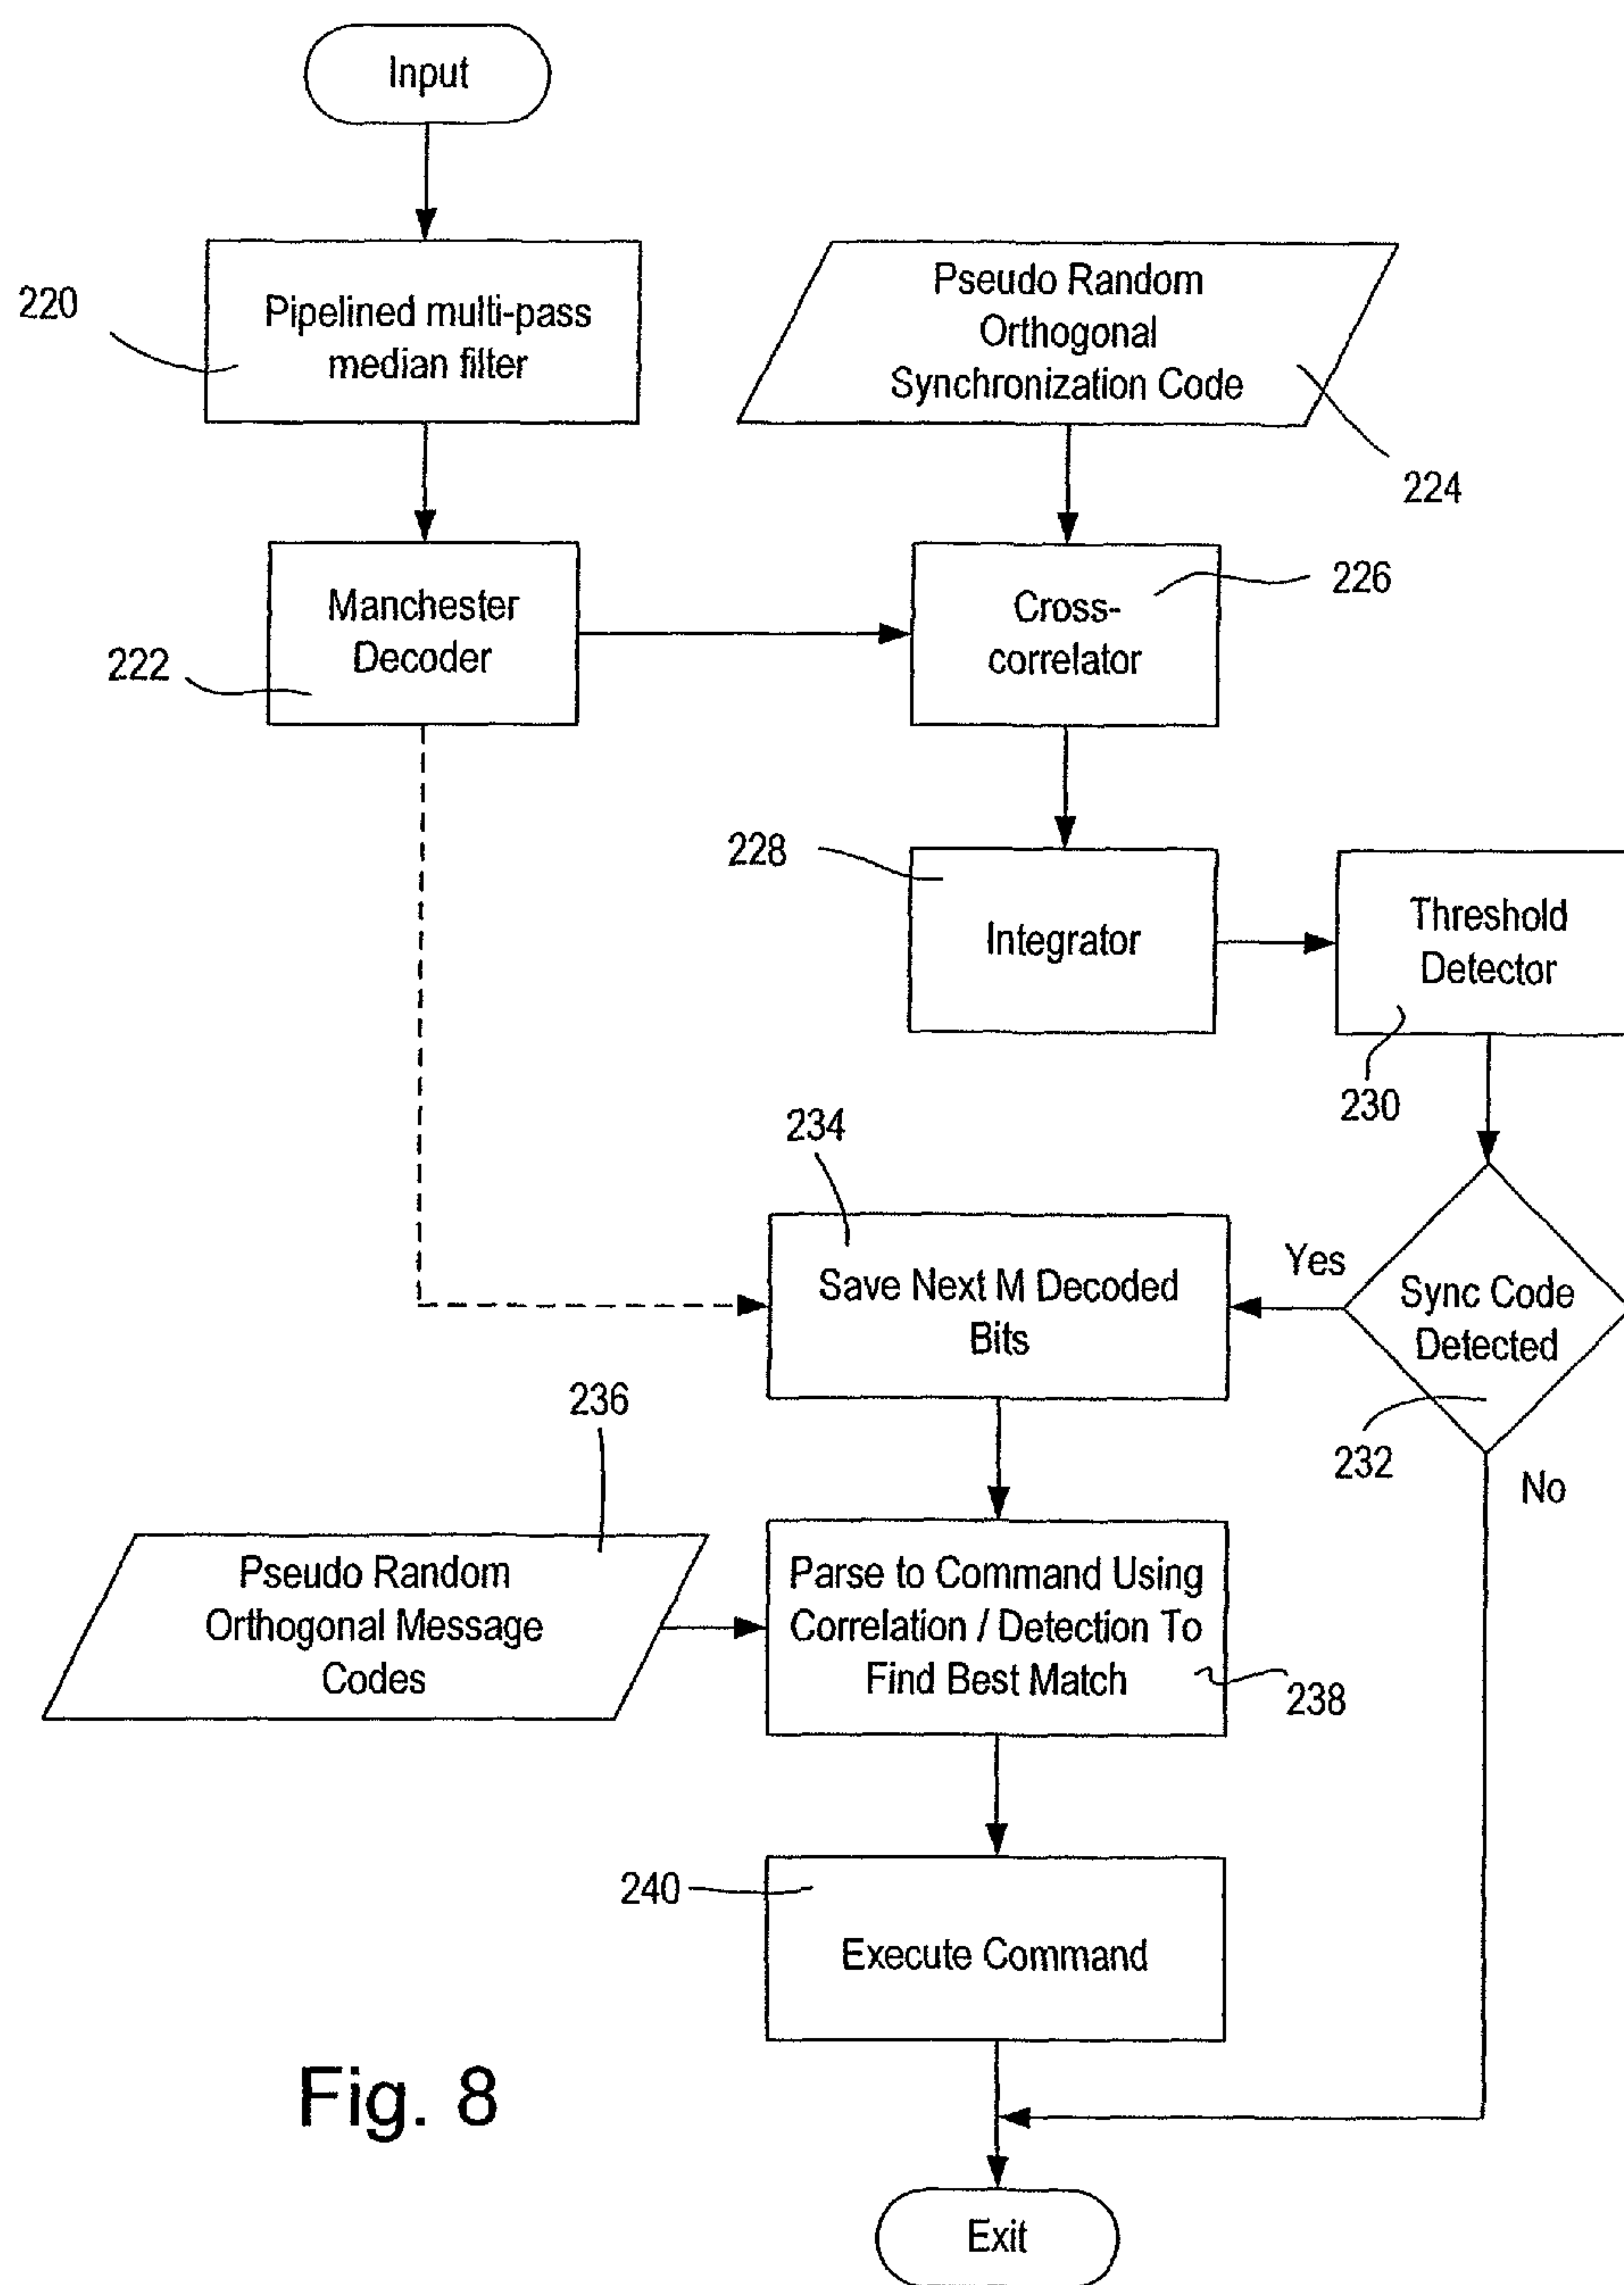 Input
220
Pipelined multi-pass
median filter
Pseudo Random
Orthogonal
Synchronization Code
224
Manchester
Decoder
222
Cross-
correlator
226
228
Integrator
Threshold
Detector
230
234
Save Next M Decoded
Bits
Yes
Sync Code
Detected
232
No
236
Pseudo Random
Orthogonal Message
Codes
Parse to Command Using
Correlation / Detection To
Find Best Match
238
240
Execute Command
Fig. 8
Exit